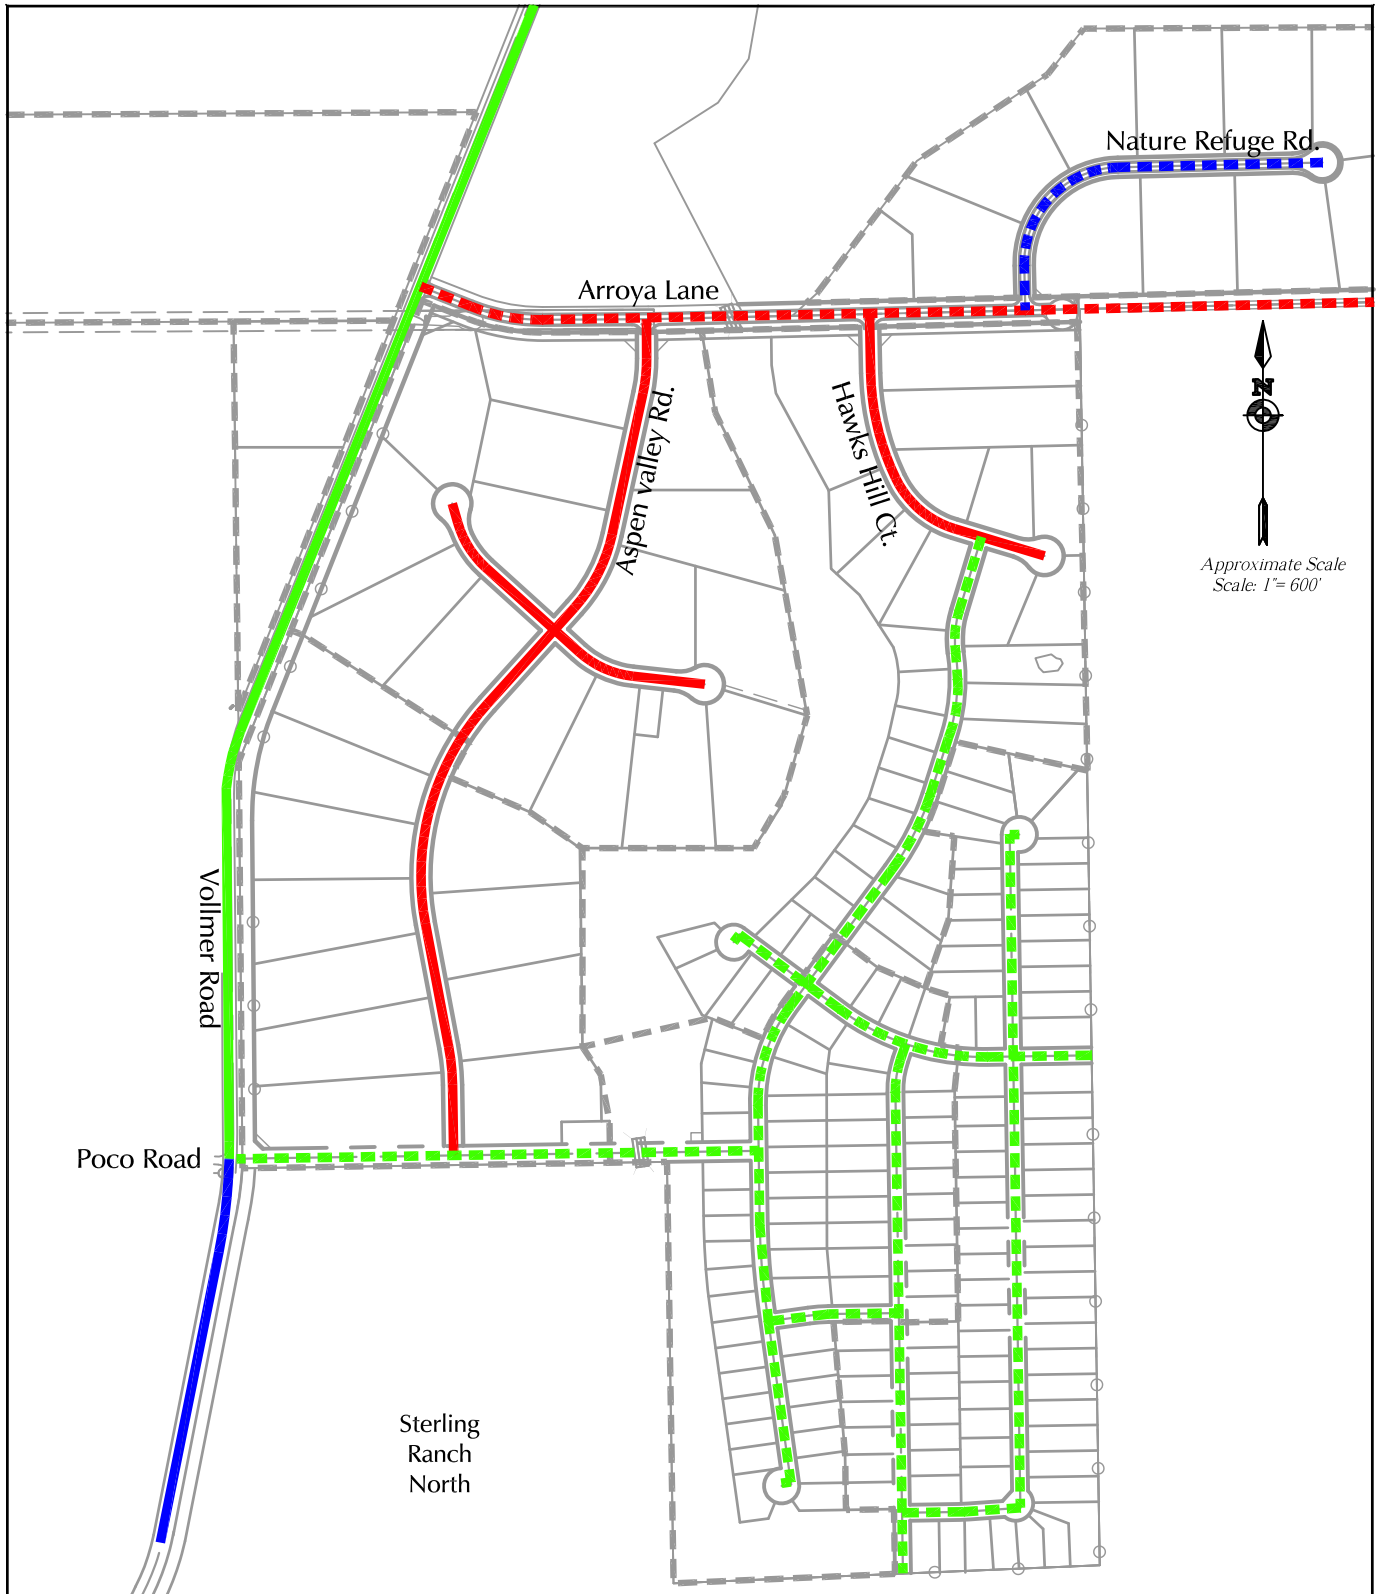 Nature Refuge Rd.
Arroya Lane
N
Aspen valley Rd.
Hawks Hill Ct.
Approximate Scale
Scale: 1"= 600'
Vollmer Road
Poco Road
Sterling
Ranch
North